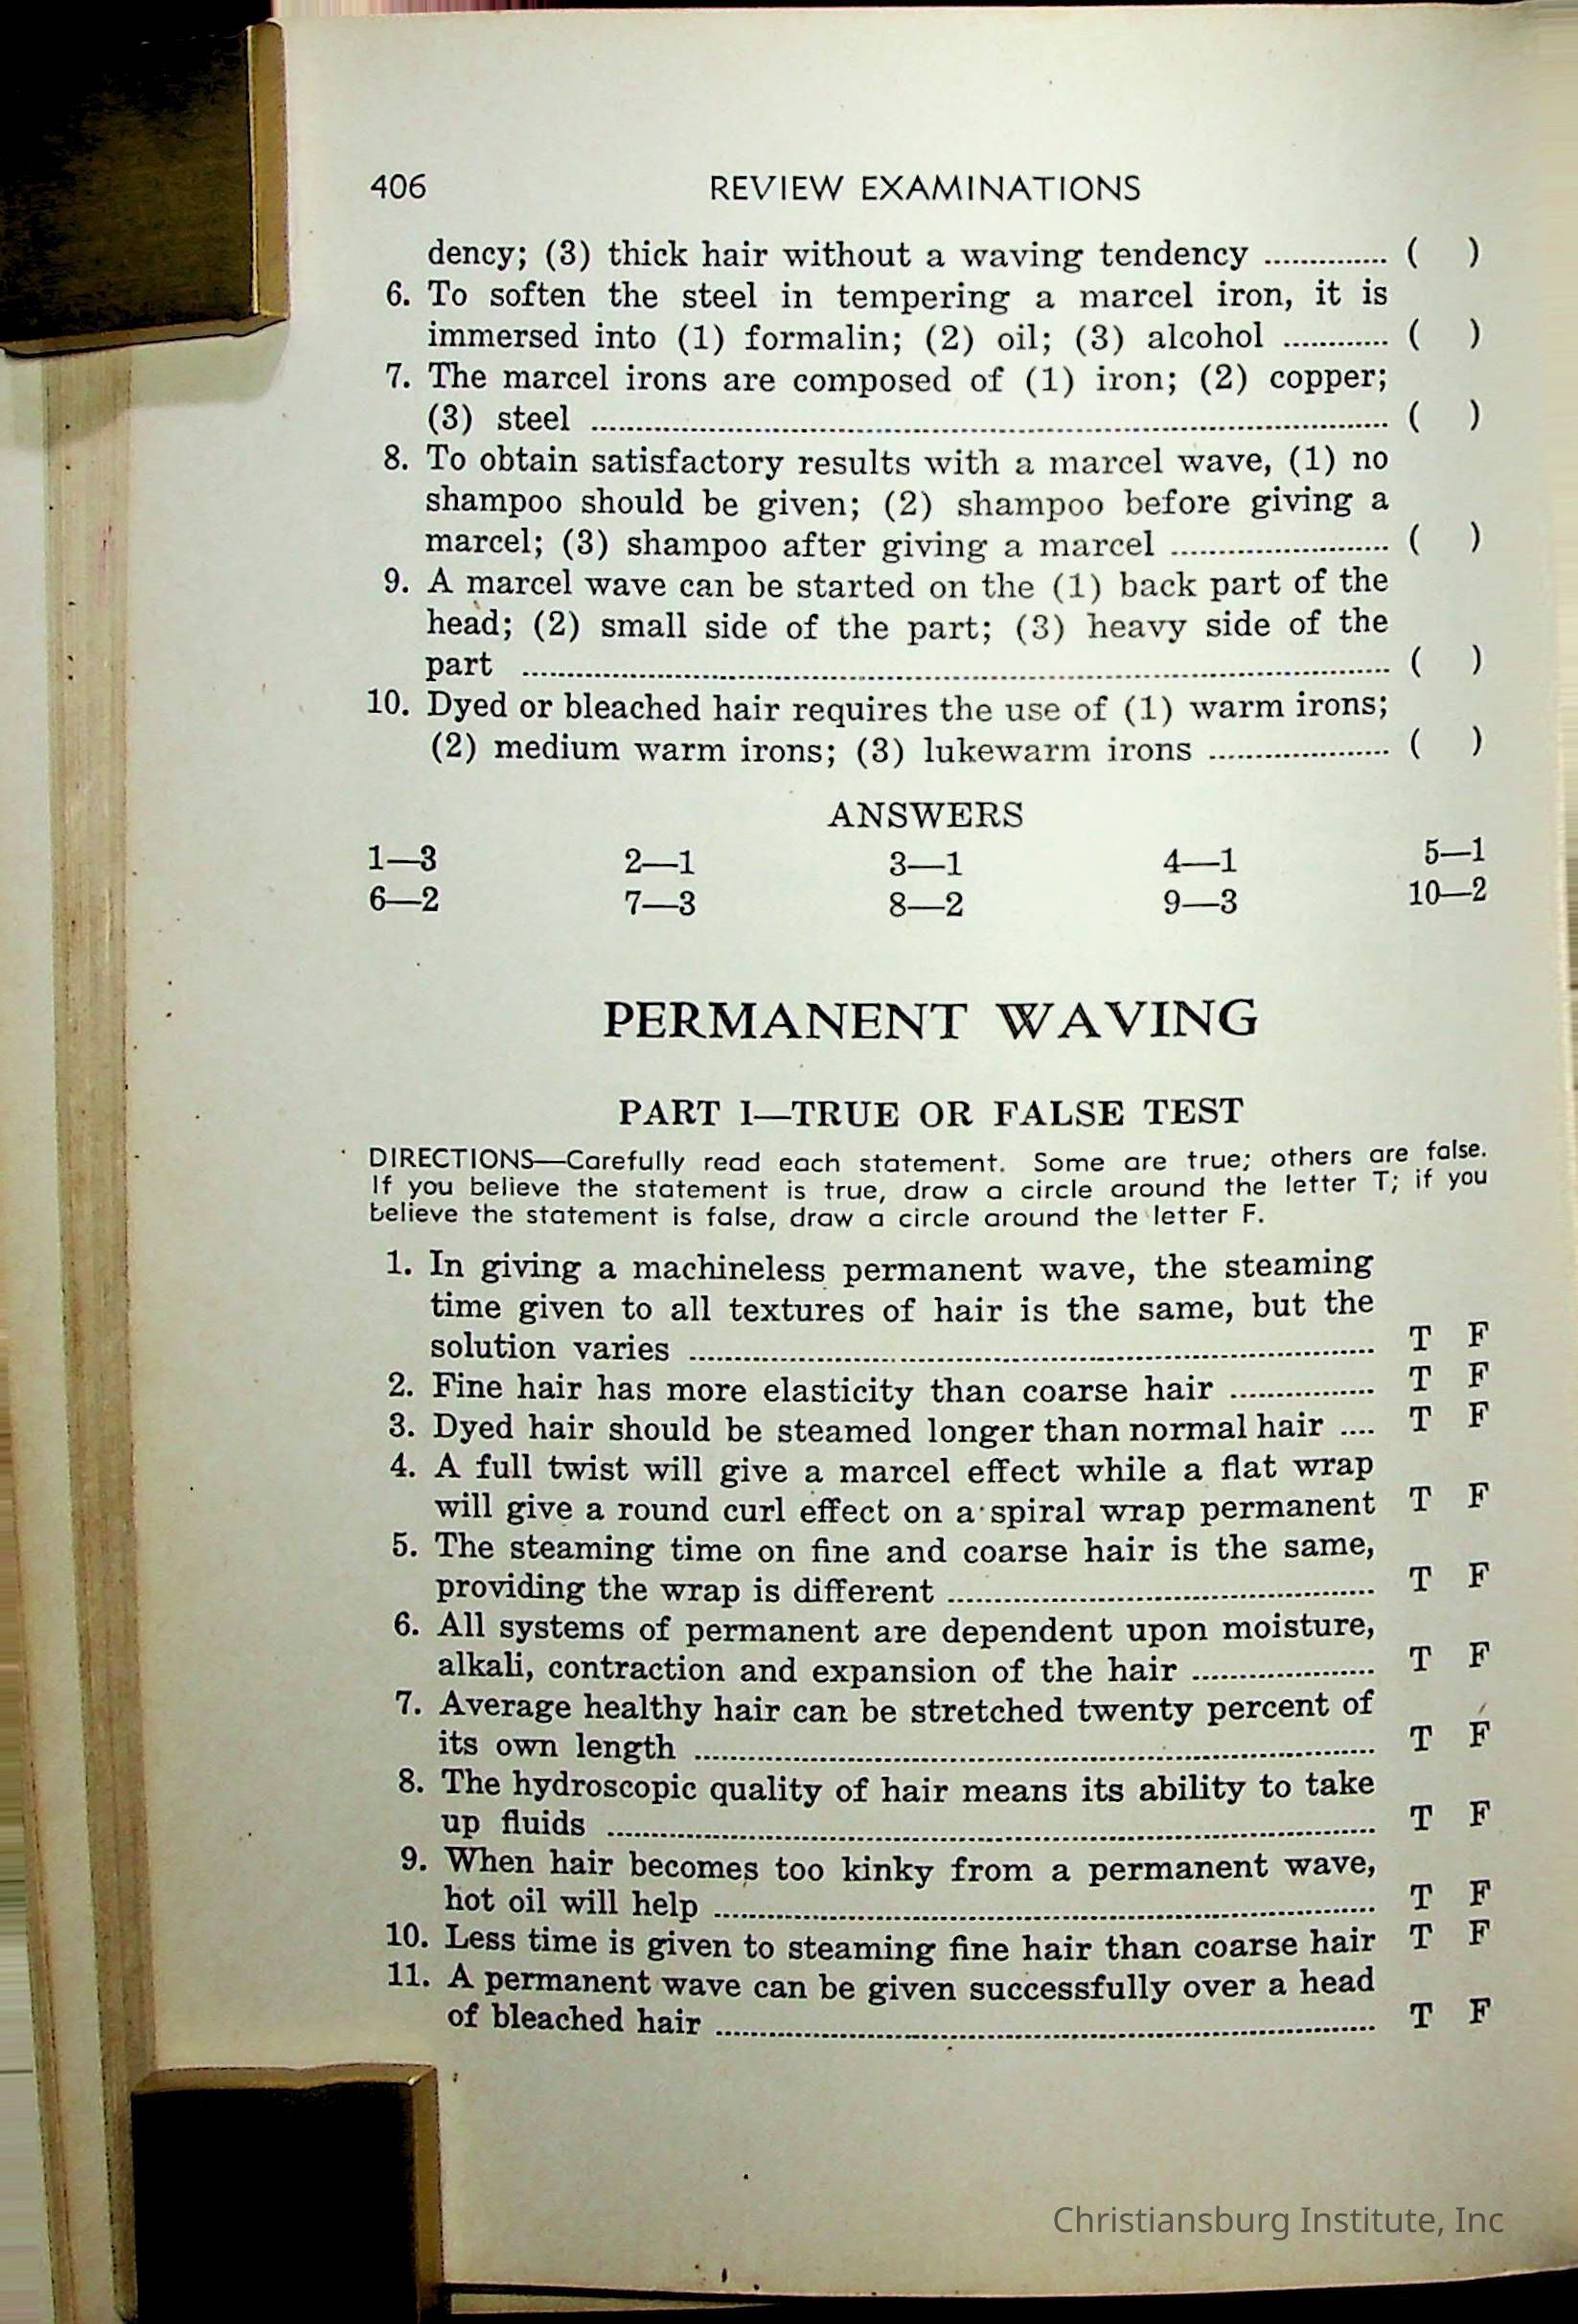 406 REVIEW EXAMINATIONS
dency; (3) thick hair without a waving tendency .............. ( )
6. To soften the steel in tempering a marcel iron, it is
immersed into (1) formalin; (2) oil; (3) alcohol ............ ( )
7. The marcel irons are composed of (1) iron; (2) copper;
(3) steel ........................................................................ ( )
8. To obtain satisfactory results with a marcel wave, (1) no
shampoo should be given; (2) shampoo before giving a
marcel; (3) shampoo after giving a marcel ........................ ( )
9. A marcel wave can be started on the (1) back part of the
head; (2) small side of the part; (3) heavy side of the
part ........................................................................ ( )
10. Dyed or bleached hair requires the use of (1) warm irons;
(2) medium warm irons; (3) lukewarm irons .................... ( )
ANSWERS
1—3 2—1 3—1 4—1 5—1
6—2 7—3 8—2 9—3 10—2
PERMANENT WAVING
PART I—TRUE OR FALSE TEST
DIRECTIONS—Carefully read each statement. Some are true; others are false.
If you believe the statement is true, draw a circle around the letter T; if you
believe the statement is false, draw a circle around the letter F.
1. In giving a machineless permanent wave, the steaming
time given to all textures of hair is the same, but the
solution varies ........................................................................ T F
2. Fine hair has more elasticity than coarse hair ................ T F
3. Dyed hair should be steamed longer than normal hair .... T F
4. A full twist will give a marcel effect while a flat wrap
will give a round curl effect on a spiral wrap permanent T F
5. The steaming time on fine and coarse hair is the same,
providing the wrap is different ................................................ T F
6. All systems of permanent are dependent upon moisture,
alkali, contraction and expansion of the hair .................... T F
7. Average healthy hair can be stretched twenty percent of
its own length ........................................................................ T F
8. The hydroscopic quality of hair means its ability to take
up fluids ........................................................................ T F
9. When hair becomes too kinky from a permanent wave,
hot oil will help ........................................................................ T F
10. Less time is given to steaming fine hair than coarse hair T F
11. A permanent wave can be given successfully over a head
of bleached hair ........................................................................ T F
Christiansburg Institute, Inc